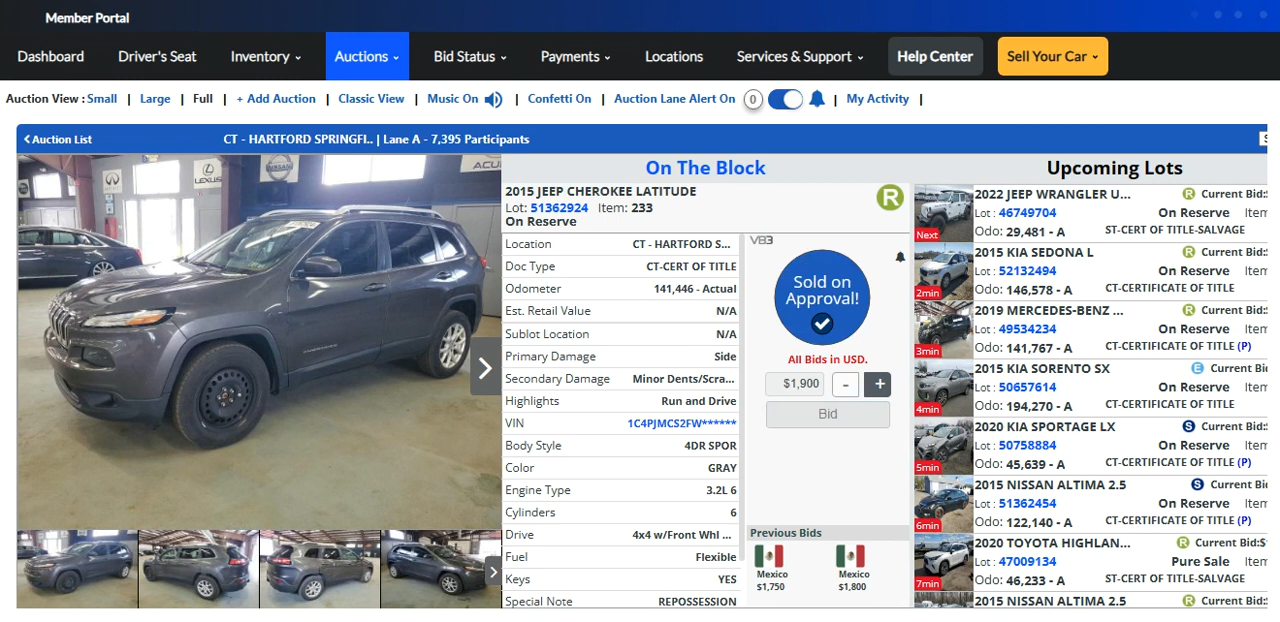 Member Portal
Dashboard Driver's Seat Inventory Auctions Bid Status Payments Locations Services & Support Help Center Sell Your Car
Auction View : Small | Large | Full | + Add Auction | Classic View | Music On | Confetti On | Auction Lane Alert On 0 | My Activity |
Auction List CT - HARTFORD SPRINGFI.. | Lane A - 7,395 Participants
On The Block
2015 JEEP CHEROKEE LATITUDE
Lot: 51362924 Item: 233
On Reserve
R
Location CT - HARTFORD S...
Doc Type CT-CERT OF TITLE
Odometer 141,446 - Actual
Est. Retail Value N/A
Sublot Location N/A
Primary Damage Side
Secondary Damage Minor Dents/Scra...
Highlights Run and Drive
VIN 1C4PJMCS2FW******
Body Style 4DR SPOR
Color GRAY
Engine Type 3.2L 6
Cylinders 6
Drive 4x4 w/Front Whl ...
Fuel Flexible
Keys YES
Special Note REPOSSESSION
VB3
Sold on
Approval!
All Bids in USD.
$1,900 - +
Bid
Previous Bids
Mexico Mexico
$1,750 $1,800
Upcoming Lots
2022 JEEP WRANGLER U... R Current Bid:
Lot : 46749704 On Reserve Item
Odo: 29,481 - A ST-CERT OF TITLE-SALVAGE
Next
2015 KIA SEDONA L R Current Bid:
Lot : 52132494 On Reserve Item
Odo: 146,578 - A CT-CERTIFICATE OF TITLE
2min
2019 MERCEDES-BENZ ... R Current Bid:
Lot : 49534234 On Reserve Item
Odo: 141,767 - A CT-CERTIFICATE OF TITLE (P)
3min
2015 KIA SORENTO SX E Current Bi
Lot : 50657614 On Reserve Item
Odo: 194,270 - A CT-CERTIFICATE OF TITLE
4min
2020 KIA SPORTAGE LX S Current Bid:
Lot : 50758884 On Reserve Item
Odo: 45,639 - A CT-CERTIFICATE OF TITLE (P)
5min
2015 NISSAN ALTIMA 2.5 S Current Bi
Lot : 51362454 On Reserve Item
Odo: 122,140 - A CT-CERTIFICATE OF TITLE (P)
6min
2020 TOYOTA HIGHLAN... R Current Bid:$
Lot : 47009134 Pure Sale Item
Odo: 46,233 - A ST-CERT OF TITLE-SALVAGE
7min
2015 NISSAN ALTIMA 2.5 R Current Bid:
LEXUS
NISSAN
ACU